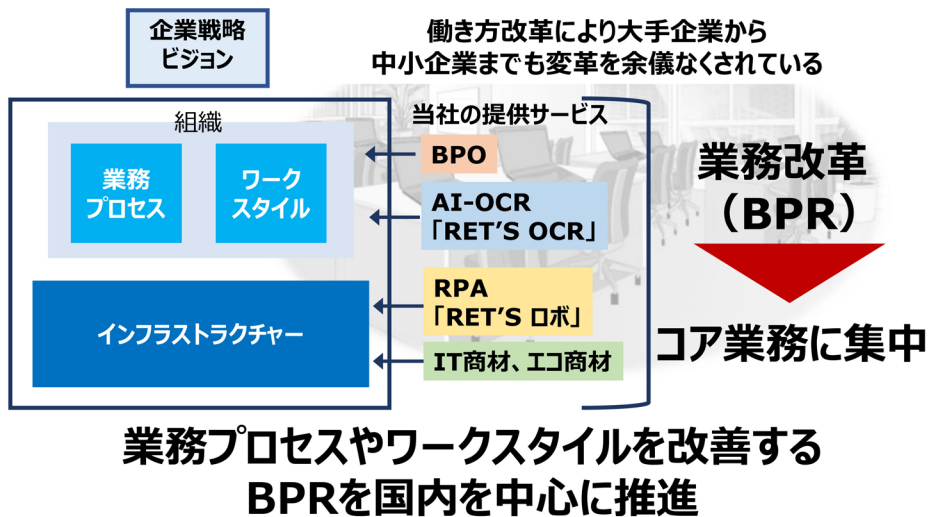 企業戦略
ビジョン
働き方改革により大手企業から
中小企業までも変革を余儀なくされている
組織
業務
プロセス
ワーク
スタイル
インフラストラクチャー
当社の提供サービス
BPO
AI-OCR
「RET'S OCR」
RPA
「RET'S ロボ」
IT商材、エコ商材
業務改革
（BPR）
コア業務に集中
業務プロセスやワークスタイルを改善する
BPRを国内を中心に推進